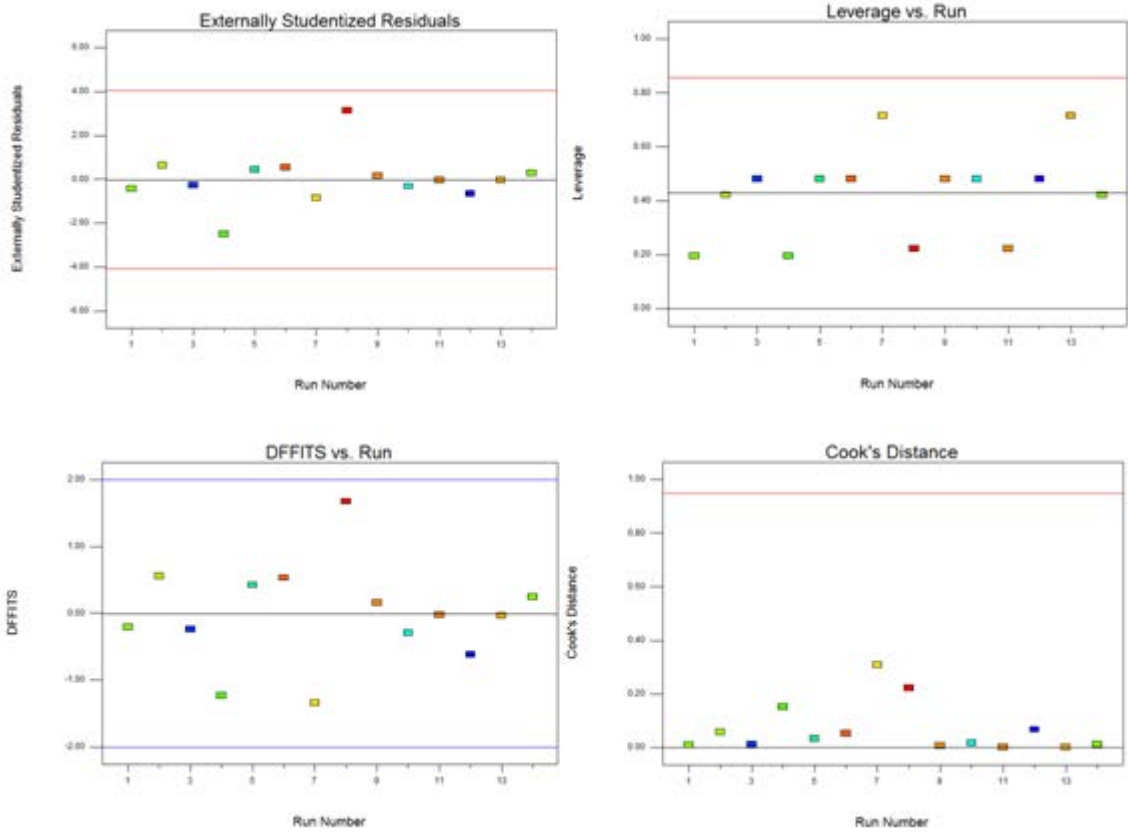 Externally Studentized Residuals
Externally Studentized Residuals
6.00
4.00
2.00
0.00
-2.00
-4.00
-6.00
1 3 5 7 9 11 13
Run Number
Leverage vs. Run
Leverage
1.00
0.80
0.60
0.40
0.20
0.00
1 3 5 7 9 11 13
Run Number
DFFITS vs. Run
DFFITS
2.00
1.00
0.00
-1.00
-2.00
1 3 5 7 9 11 13
Run Number
Cook's Distance
Cook's Distance
1.00
0.80
0.60
0.40
0.20
0.00
1 3 5 7 9 11 13
Run Number